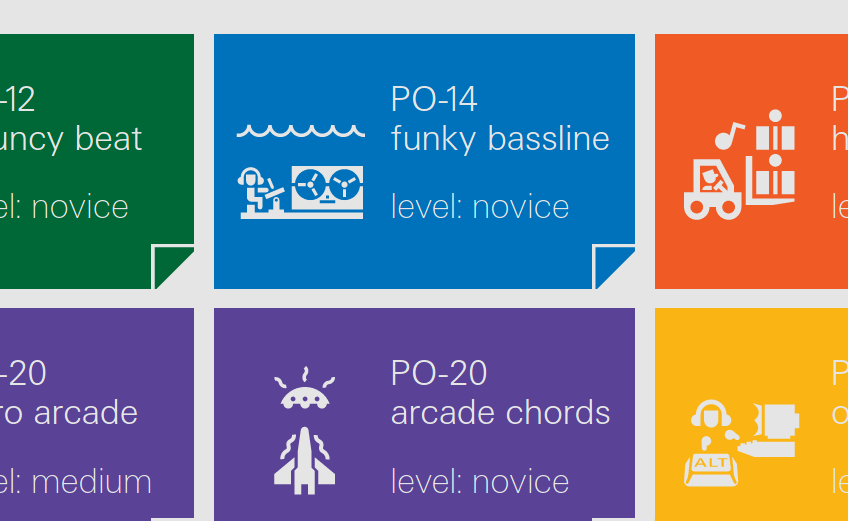 -12
uncy beat
el: novice
PO-14
funky bassline
level: novice
P
h
le
-20
ro arcade
el: medium
PO-20
arcade chords
level: novice
P
o
le
ALT